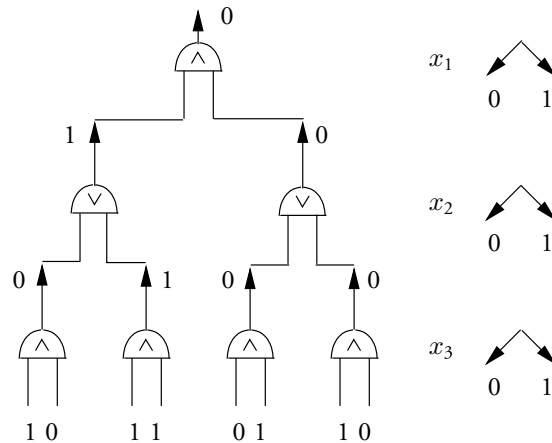 0
∧
x₁
0 1
1 0
∨ ∨
x₂
0 1
0 1 0 0
∧ ∧ ∧ ∧
x₃
0 1
1 0 1 1 0 1 1 0